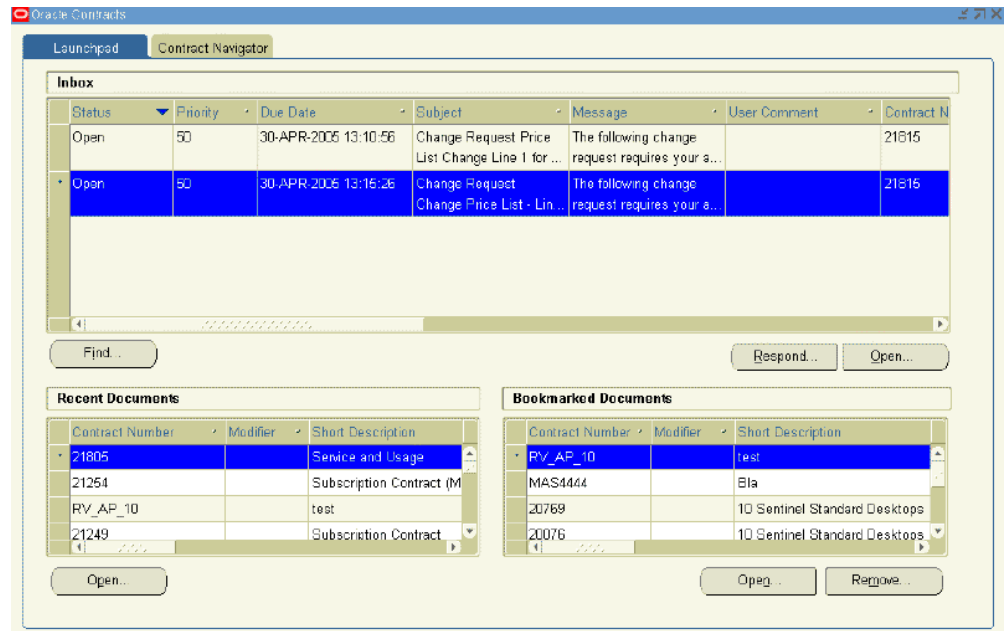 Oracle Contracts
Launchpad Contract Navigator
Inbox
Status Priority Due Date Subject Message User Comment Contract N
Open 50 30-APR-2005 13:10:56 Change Request Price The following change 21815
List Change Line 1 for ... request requires your a...
Open 50 30-APR-2005 13:15:26 Change Request The following change 21815
Change Price List - Lin... request requires your a...
Find...
Respond... Open...
Recent Documents Bookmarked Documents
Contract Number Modifier Short Description Contract Number Modifier Short Description
21805 Service and Usage RV_AP_10 test
21254 Subscription Contract (M MAS4444 Bla
RV_AP_10 test 20769 10 Sentinel Standard Desktops
21249 Subscription Contract 20076 10 Sentinel Standard Desktops
Open... Open... Remove...